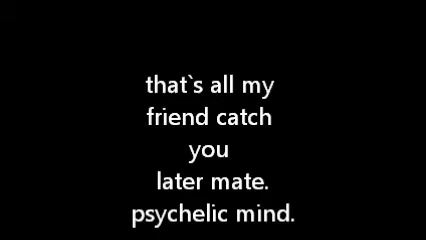 that`s all my
friend catch
you
later mate.
psychelic mind.